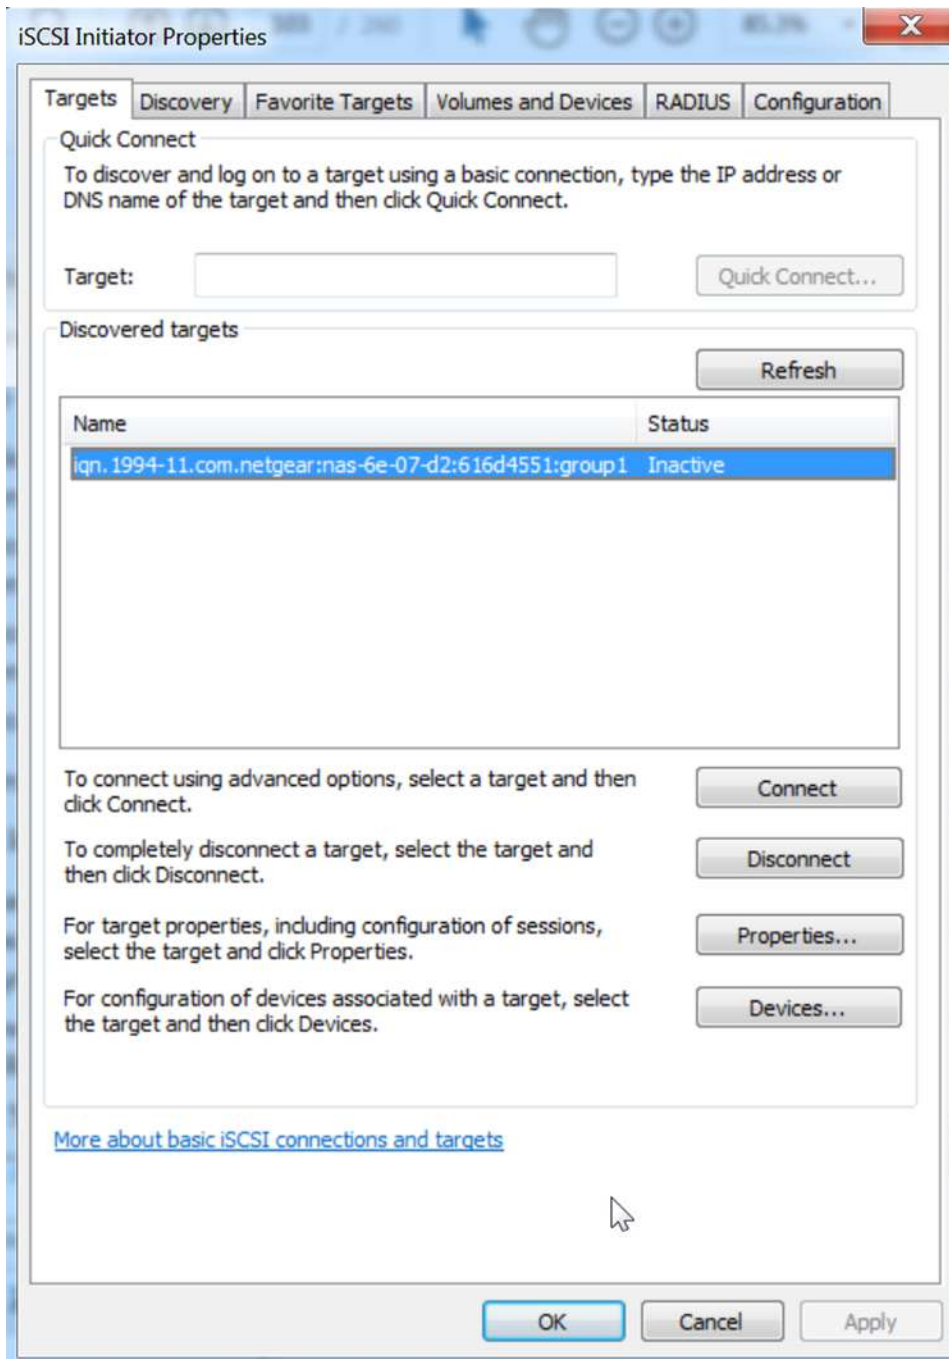 iSCSI Initiator Properties
Targets Discovery Favorite Targets Volumes and Devices RADIUS Configuration
Quick Connect
To discover and log on to a target using a basic connection, type the IP address or
DNS name of the target and then click Quick Connect.
Target:
Quick Connect...
Discovered targets
Refresh
Name Status
iqn.1994-11.com.netgear:nas-6e-07-d2:616d4551:group1 Inactive
To connect using advanced options, select a target and then
click Connect.
Connect
To completely disconnect a target, select the target and
then click Disconnect.
Disconnect
For target properties, including configuration of sessions,
select the target and click Properties.
Properties...
For configuration of devices associated with a target, select
the target and then click Devices.
Devices...
More about basic iSCSI connections and targets
OK Cancel Apply